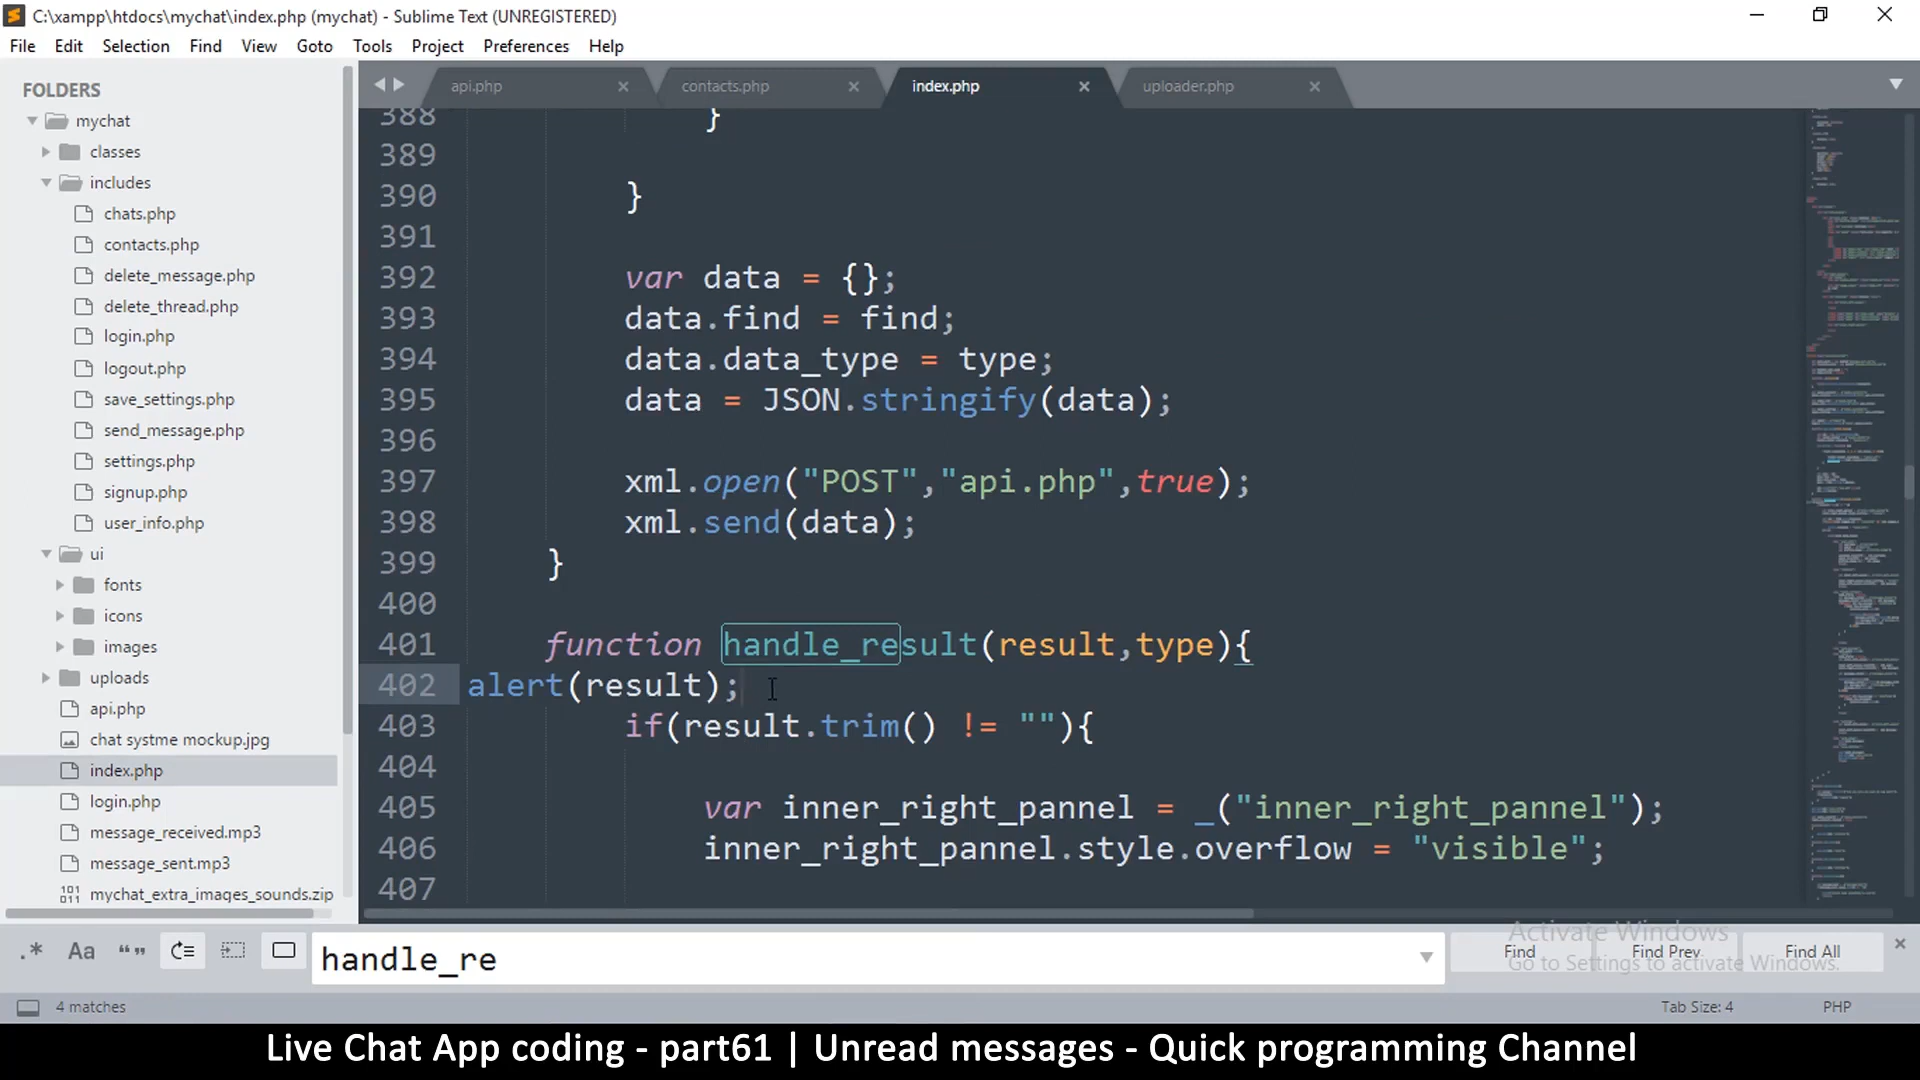 C:\xampp\htdocs\mychat\index.php (mychat) - Sublime Text (UNREGISTERED)
File Edit Selection Find View Goto Tools Project Preferences Help
FOLDERS
mychat
classes
includes
chats.php
contacts.php
delete_message.php
delete_thread.php
login.php
logout.php
save_settings.php
send_message.php
settings.php
signup.php
user_info.php
ui
fonts
icons
images
uploads
api.php
chat systme mockup.jpg
index.php
login.php
message_received.mp3
message_sent.mp3
mychat_extra_images_sounds.zip
api.php contacts.php index.php uploader.php
388 }
389
390 }
391
392 var data = {};
393 data.find = find;
394 data.data_type = type;
395 data = JSON.stringify(data);
396
397 xml.open("POST","api.php",true);
398 xml.send(data);
399 }
400
401 function handle_result(result,type){
402 alert(result);
403 if(result.trim() != ""){
404
405 var inner_right_pannel = _("inner_right_pannel");
406 inner_right_pannel.style.overflow = "visible";
407
Activate Windows
Go to Settings to activate Windows.
.* Aa “” handle_re Find Find Prev Find All
4 matches Tab Size: 4 PHP
Live Chat App coding - part61 | Unread messages - Quick programming Channel